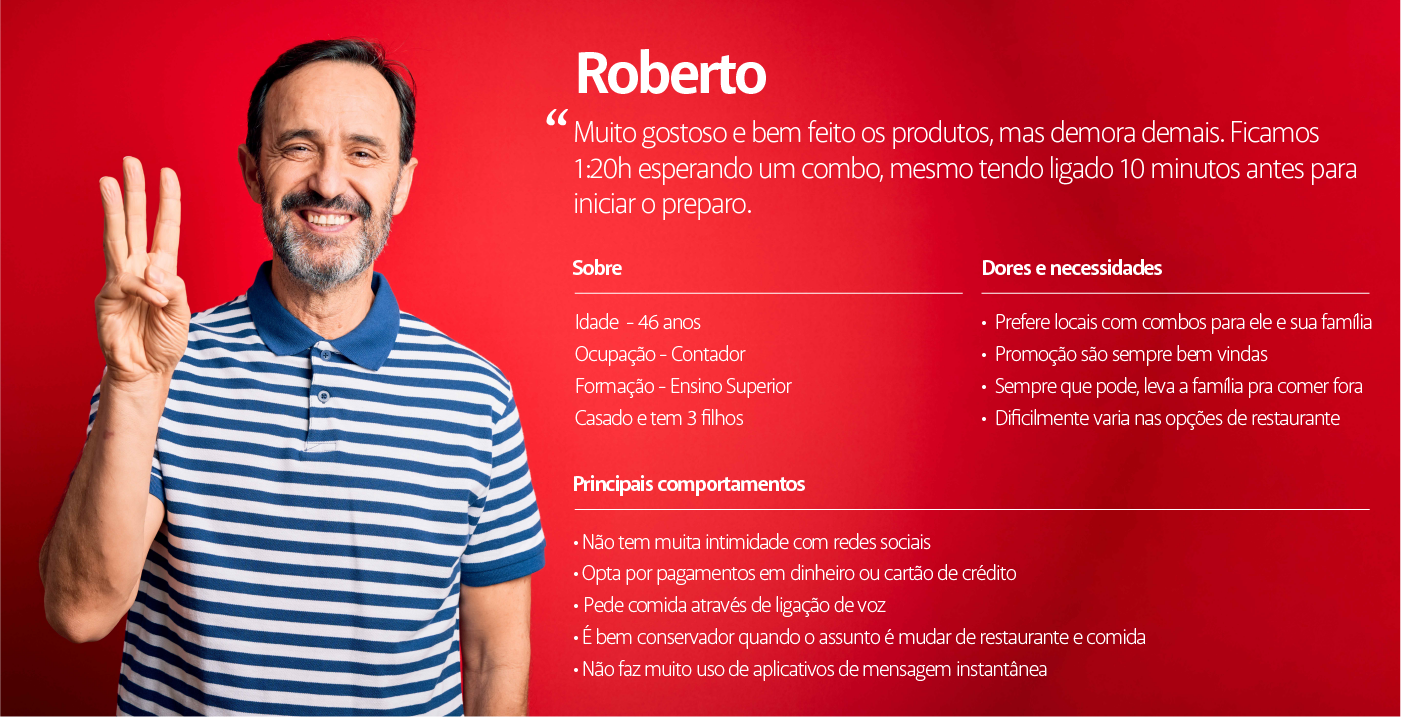 Roberto
“ Muito gostoso e bem feito os produtos, mas demora demais. Ficamos
1:20h esperando um combo, mesmo tendo ligado 10 minutos antes para
iniciar o preparo.
Sobre
Idade - 46 anos
Ocupação - Contador
Formação - Ensino Superior
Casado e tem 3 filhos
Dores e necessidades
• Prefere locais com combos para ele e sua família
• Promoção são sempre bem vindas
• Sempre que pode, leva a família pra comer fora
• Dificilmente varia nas opções de restaurante
Principais comportamentos
• Não tem muita intimidade com redes sociais
• Opta por pagamentos em dinheiro ou cartão de crédito
• Pede comida através de ligação de voz
• É bem conservador quando o assunto é mudar de restaurante e comida
• Não faz muito uso de aplicativos de mensagem instantânea